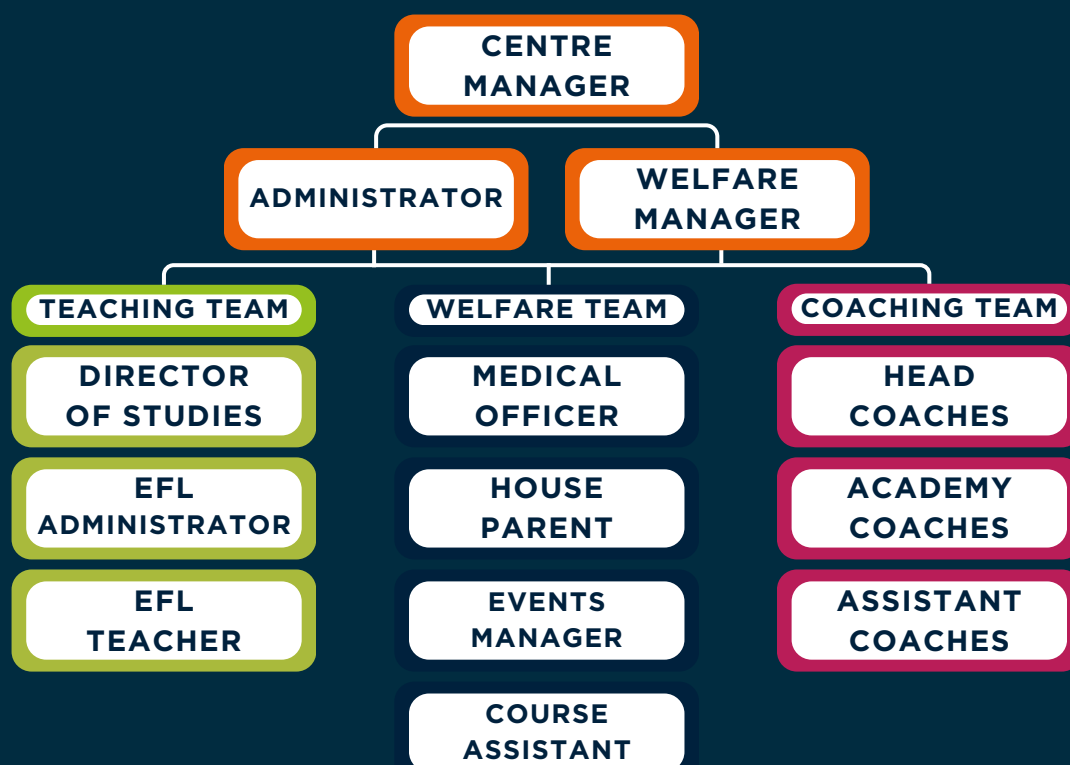 CENTRE
MANAGER
ADMINISTRATOR
WELFARE
MANAGER
TEACHING TEAM
DIRECTOR
OF STUDIES
EFL
ADMINISTRATOR
EFL
TEACHER
WELFARE TEAM
MEDICAL
OFFICER
HOUSE
PARENT
EVENTS
MANAGER
COURSE
ASSISTANT
COACHING TEAM
HEAD
COACHES
ACADEMY
COACHES
ASSISTANT
COACHES